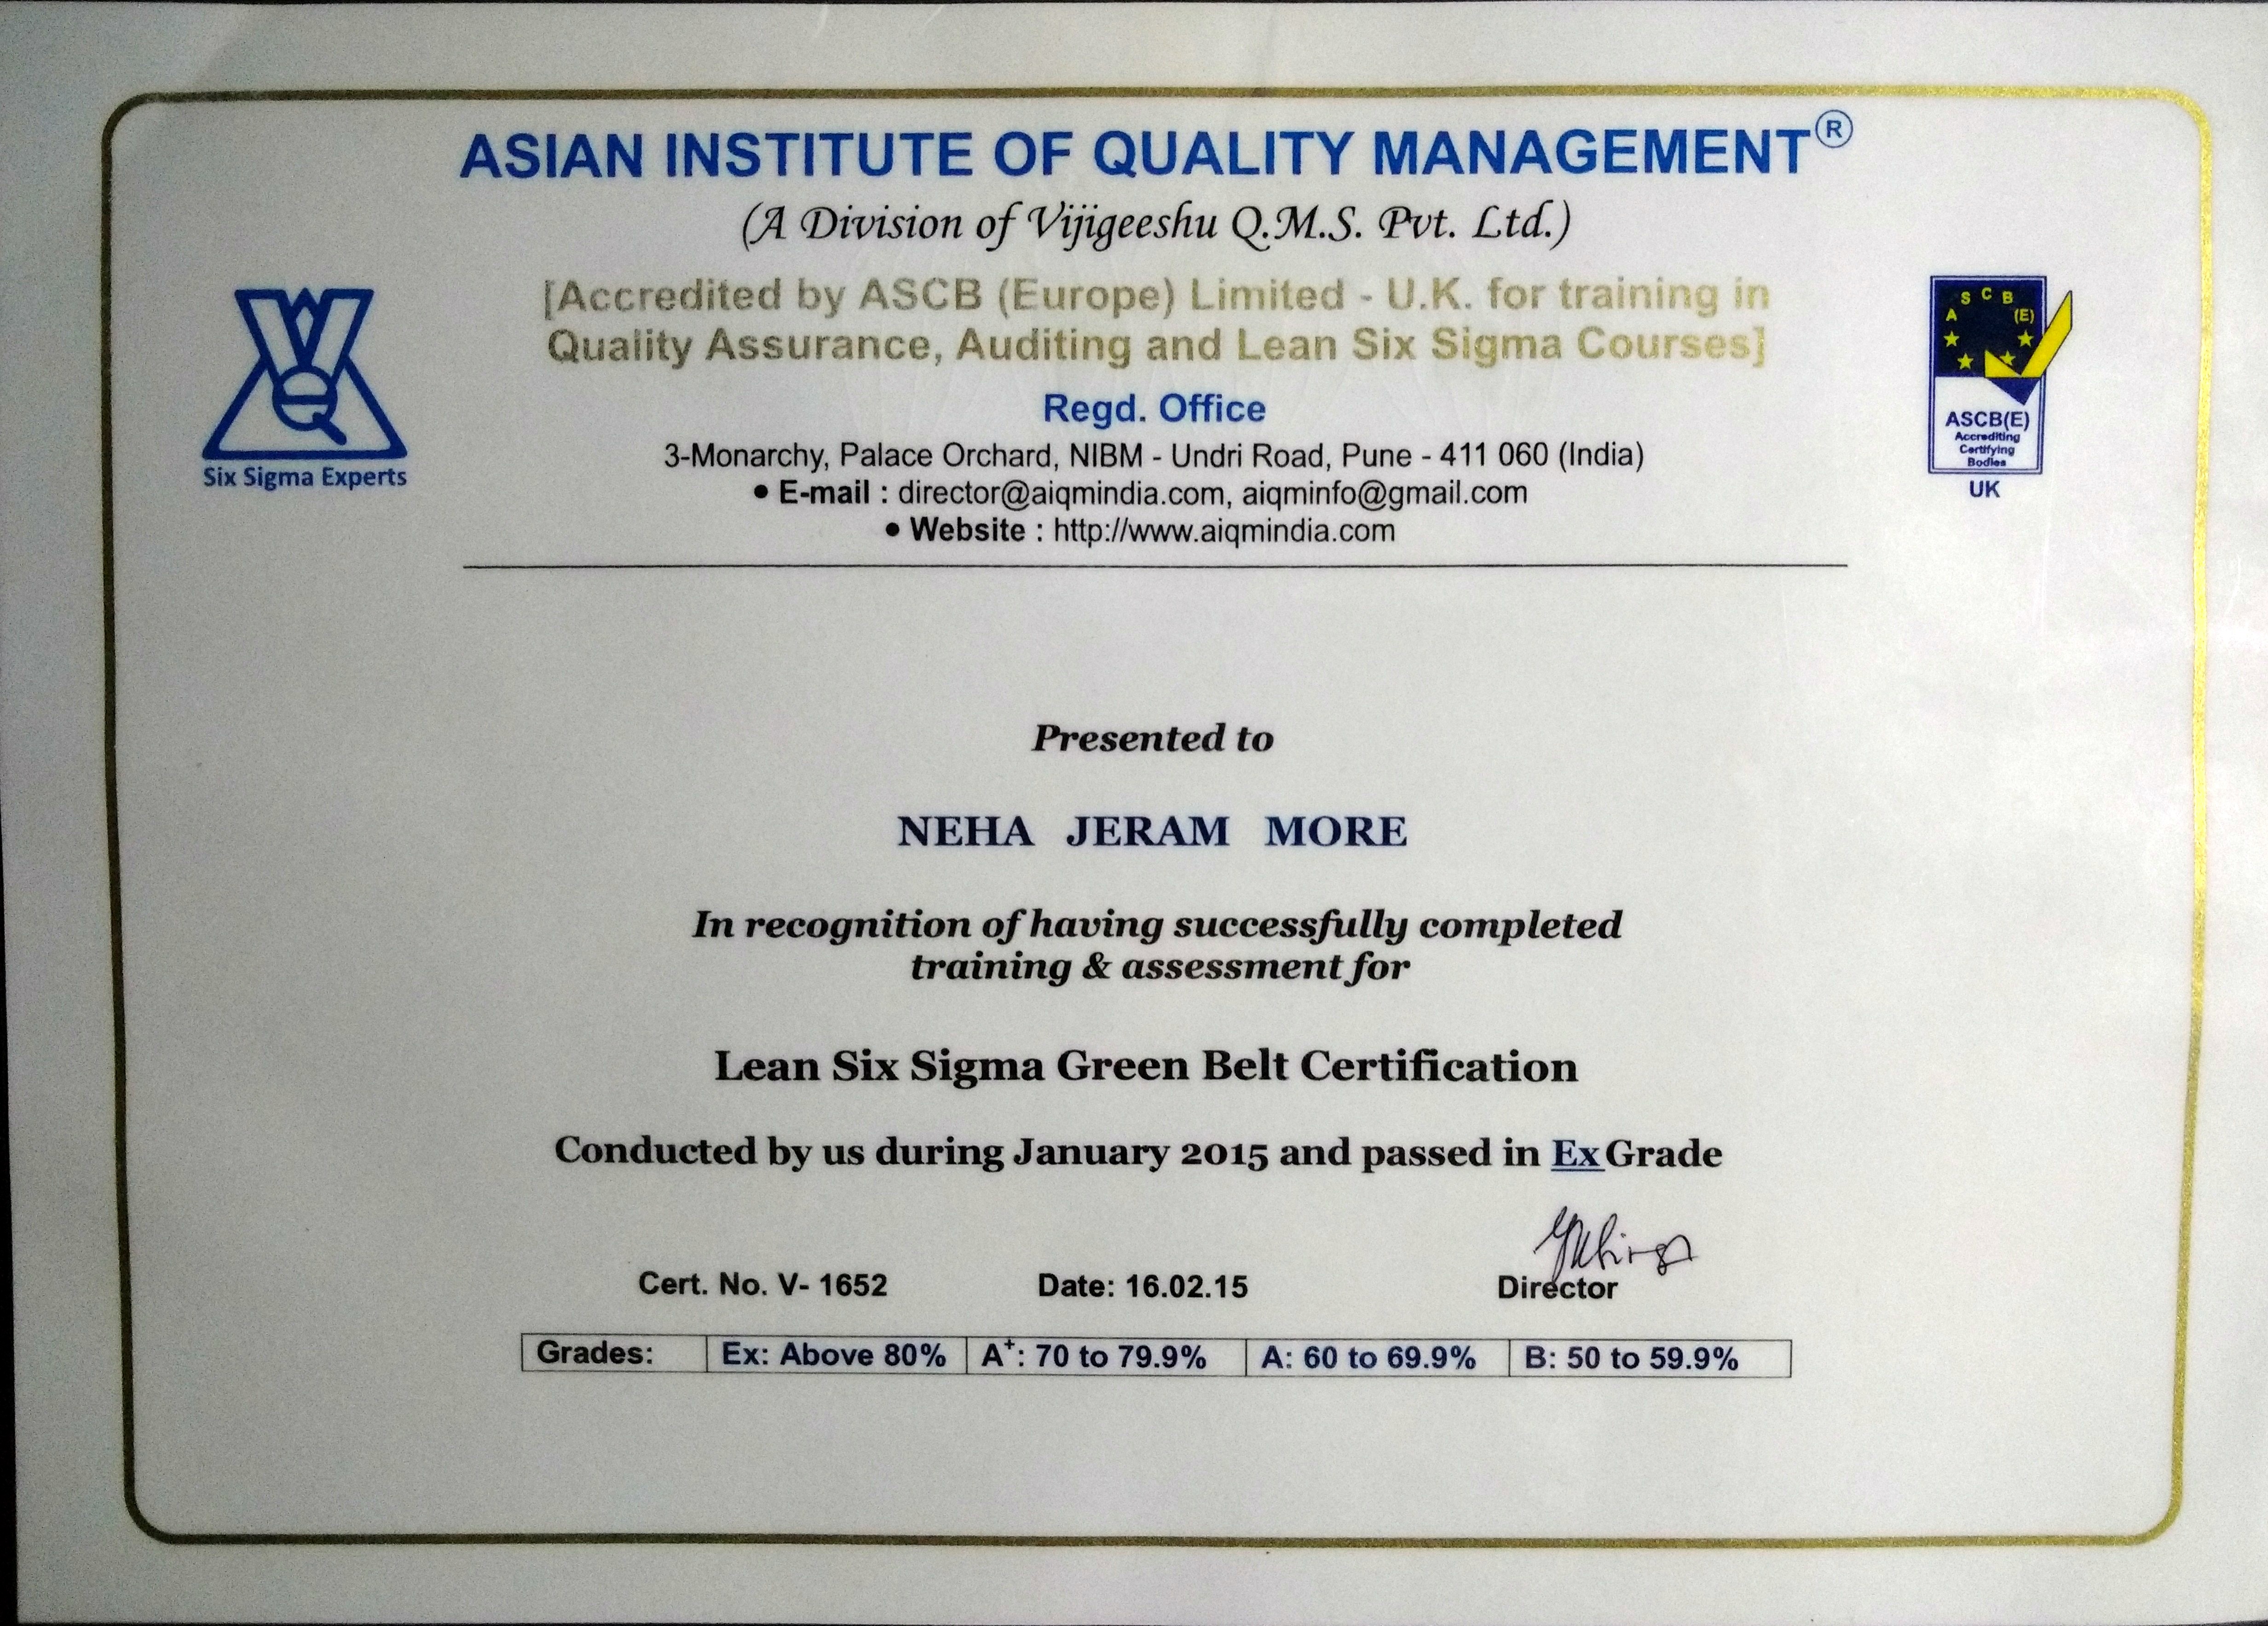 ASIAN INSTITUTE OF QUALITY MANAGEMENT®
(A Division of Vijigeeshu Q.M.S. Pvt. Ltd.)
[Accredited by ASCB (Europe) Limited - U.K. for training in
Quality Assurance, Auditing and Lean Six Sigma Courses]
Six Sigma Experts
A S C B (E)
ASCB(E)
Accrediting
Certifying
Bodies
UK
Regd. Office
3-Monarchy, Palace Orchard, NIBM - Undri Road, Pune - 411 060 (India)
• E-mail : director@aiqmindia.com, aiqminfo@gmail.com
• Website : http://www.aiqmindia.com
Presented to
NEHA JERAM MORE
In recognition of having successfully completed
training & assessment for
Lean Six Sigma Green Belt Certification
Conducted by us during January 2015 and passed in Ex Grade
Cert. No. V- 1652 Date: 16.02.15 Director
Grades: Ex: Above 80% A+: 70 to 79.9% A: 60 to 69.9% B: 50 to 59.9%